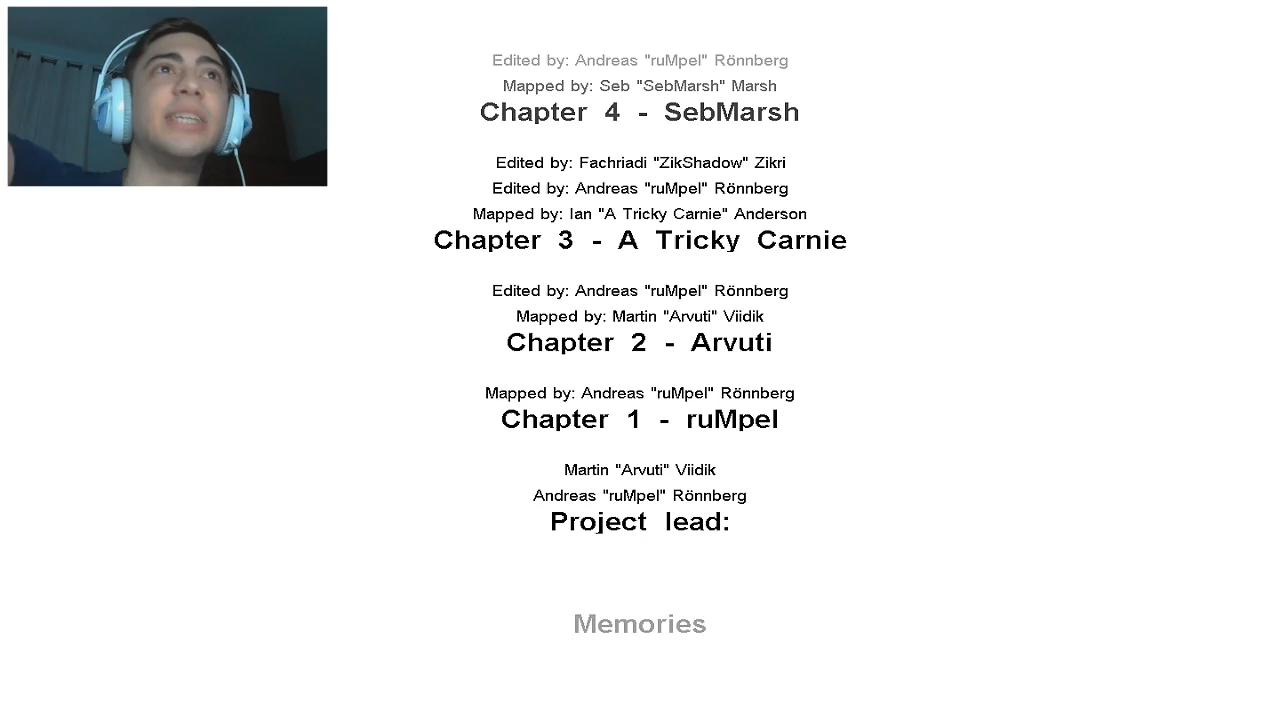 Edited by: Andreas "ruMpel" Rönnberg
Mapped by: Seb "SebMarsh" Marsh
Chapter 4 - SebMarsh
Edited by: Fachriadi "ZikShadow" Zikri
Edited by: Andreas "ruMpel" Rönnberg
Mapped by: Ian "A Tricky Carnie" Anderson
Chapter 3 - A Tricky Carnie
Edited by: Andreas "ruMpel" Rönnberg
Mapped by: Martin "Arvuti" Viidik
Chapter 2 - Arvuti
Mapped by: Andreas "ruMpel" Rönnberg
Chapter 1 - ruMpel
Martin "Arvuti" Viidik
Andreas "ruMpel" Rönnberg
Project lead:
Memories